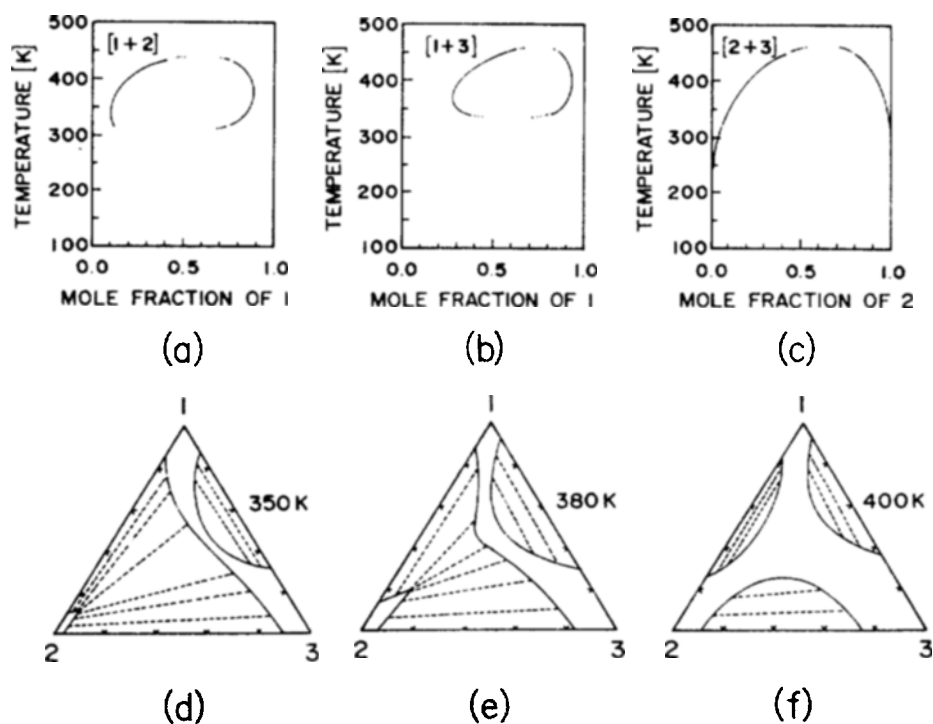 500 500 500
[1+2] [1+3] [2+3]
400 400 400
300 300 300
200 200 200
100 100 100
TEMPERATURE [K] TEMPERATURE [K] TEMPERATURE [K]
0.0 0.5 1.0 0.0 0.5 1.0 0.0 0.5 1.0
MOLE FRACTION OF 1 MOLE FRACTION OF 1 MOLE FRACTION OF 2
(a) (b) (c)
1 1 1
350K 380K 400K
2 3 2 3 2 3
(d) (e) (f)